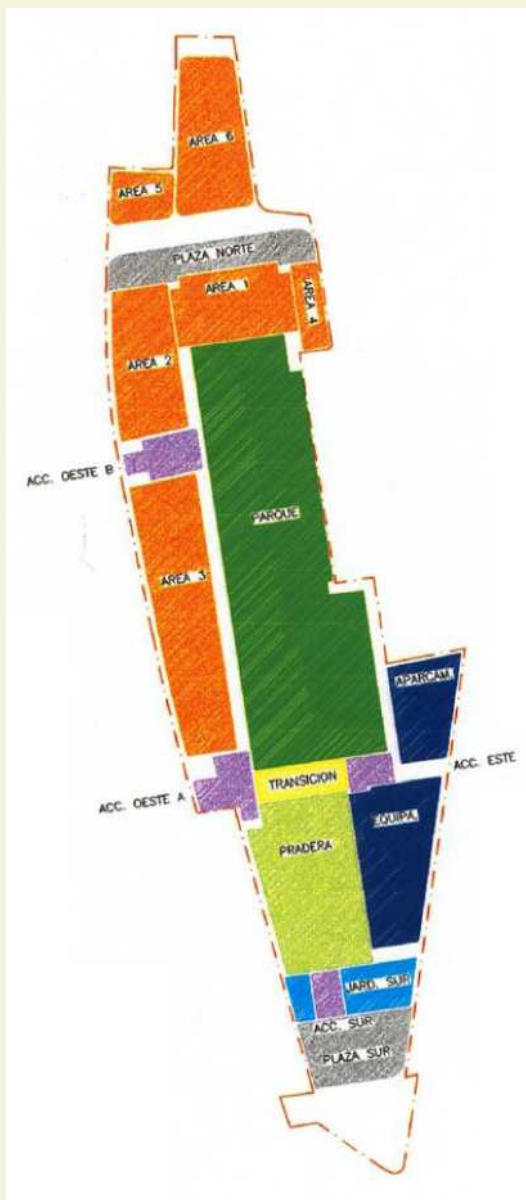 AREA 6
AREA 5
PLAZA NORTE
AREA 1
AREA 4
AREA 2
ACC. OESTE B
PARQUE
AREA 3
APARCAM.
ACC. ESTE
TRANSICION
ACC. OESTE A
EQUIPA.
PRADERA
JARD. SUR
ACC. SUR
PLAZA SUR